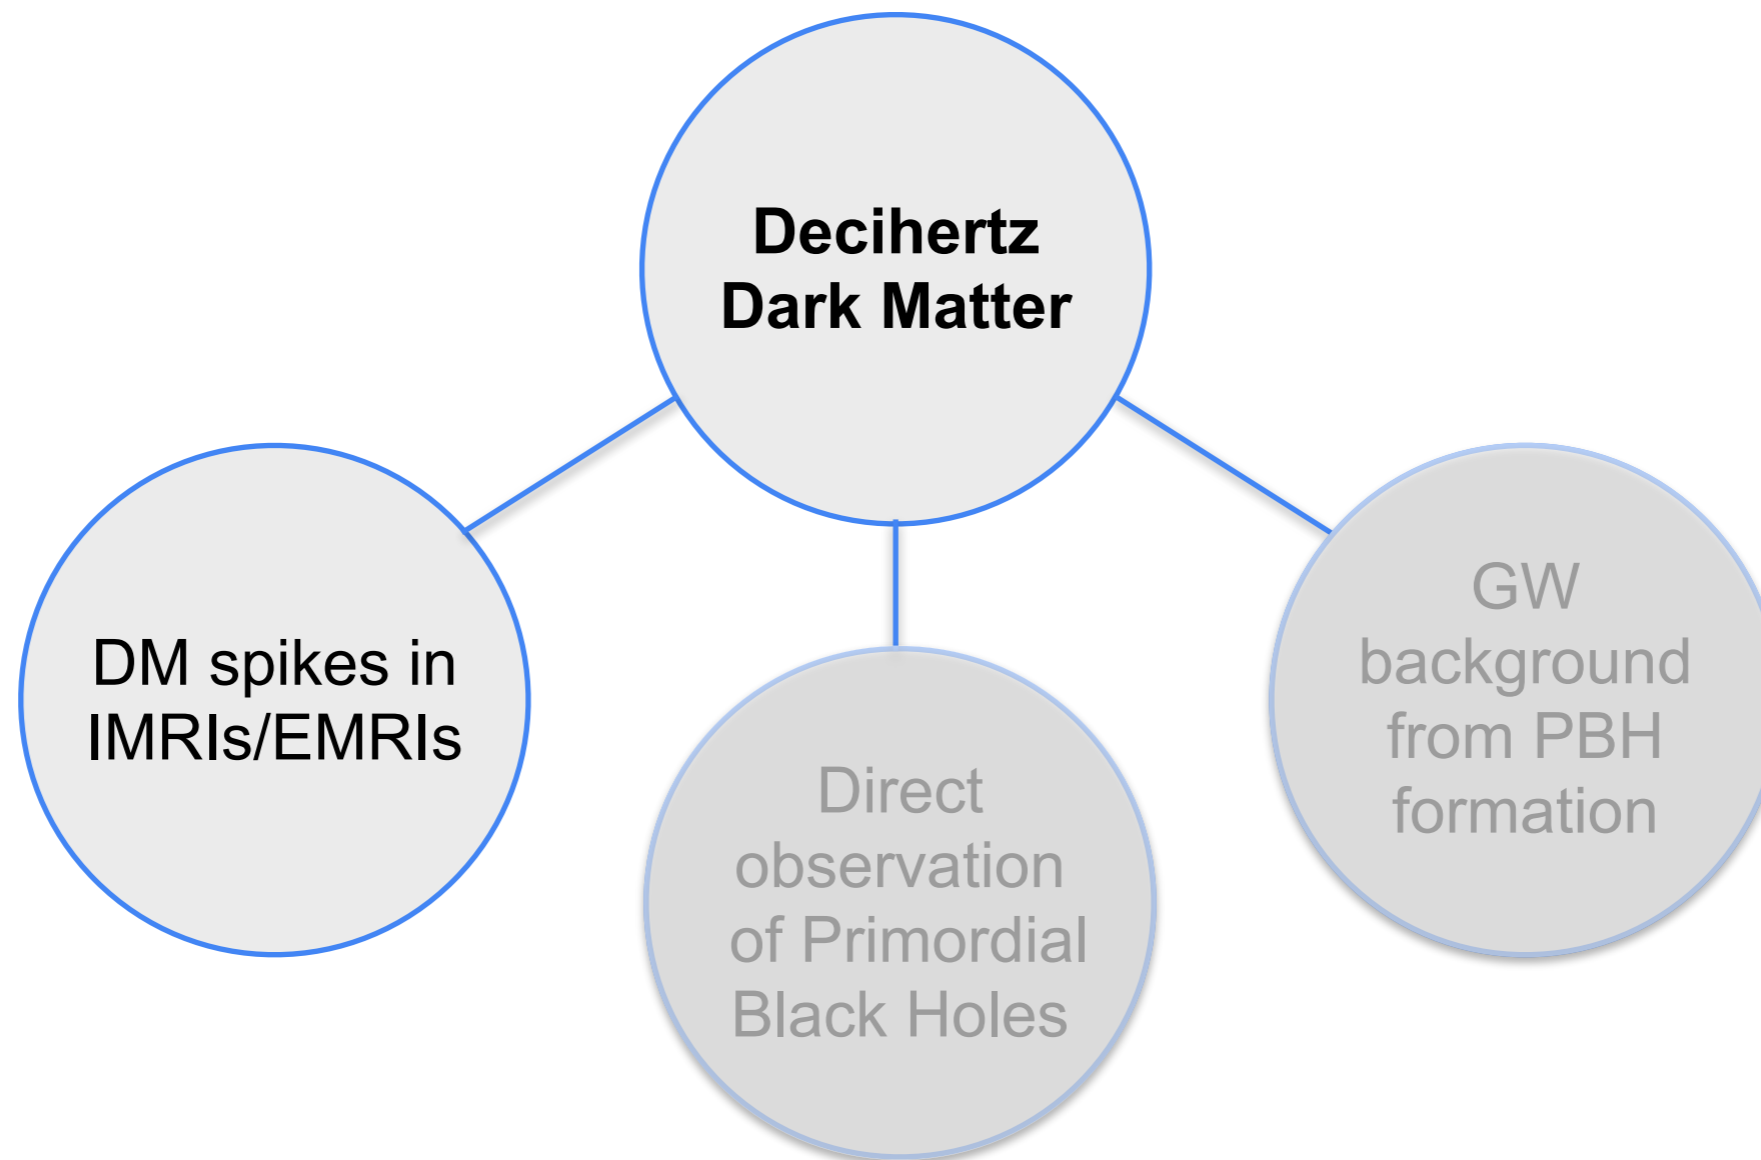 Decihertz
Dark Matter
DM spikes in
IMRIs/EMRIs
Direct
observation
of Primordial
Black Holes
GW
background
from PBH
formation